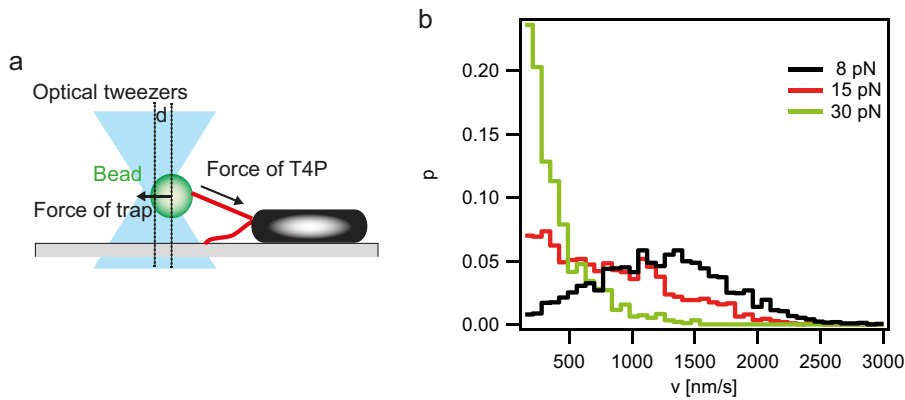 a
Optical tweezers
d
Bead
Force of T4P
Force of trap
b
8 pN
15 pN
30 pN
0.20
0.15
0.10
0.05
0.00
p
500 1000 1500 2000 2500 3000
v [nm/s]